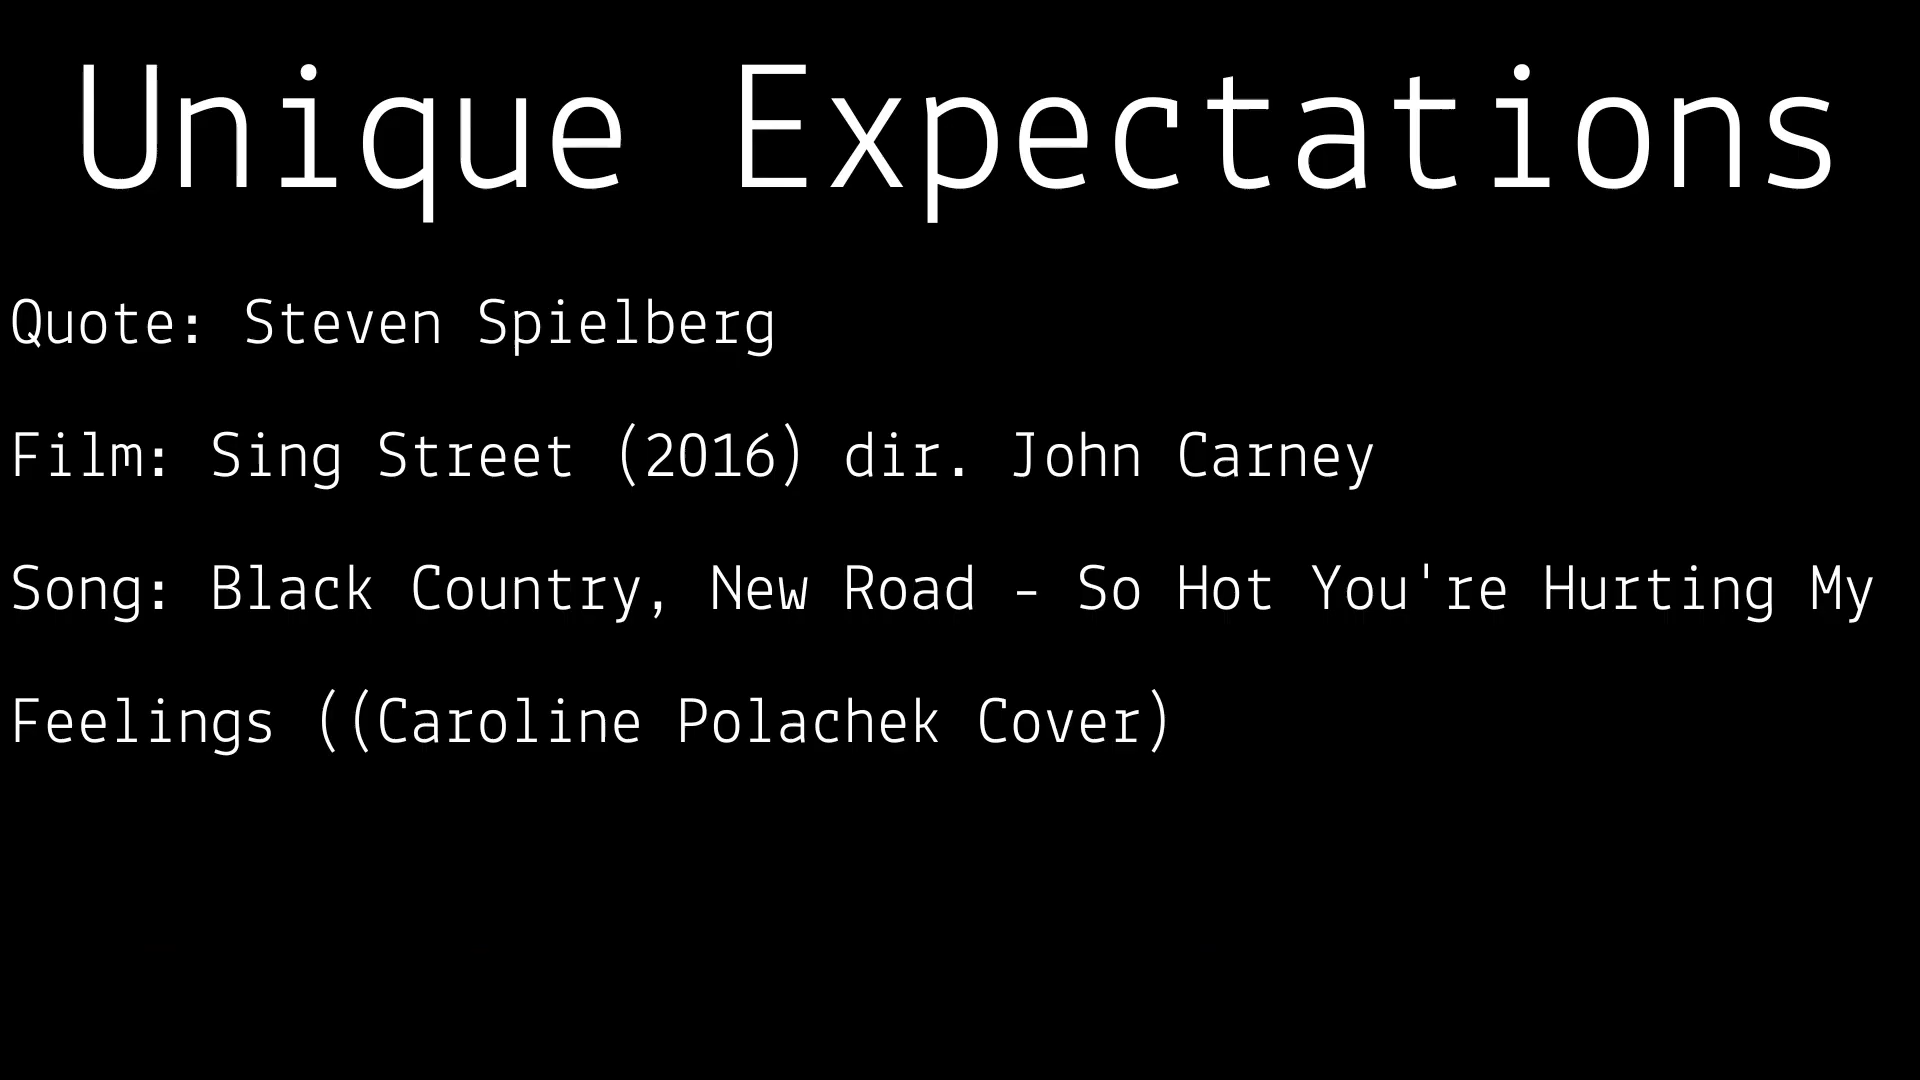 Unique Expectations
Quote: Steven Spielberg
Film: Sing Street (2016) dir. John Carney
Song: Black Country, New Road - So Hot You're Hurting My
Feelings ((Caroline Polachek Cover)